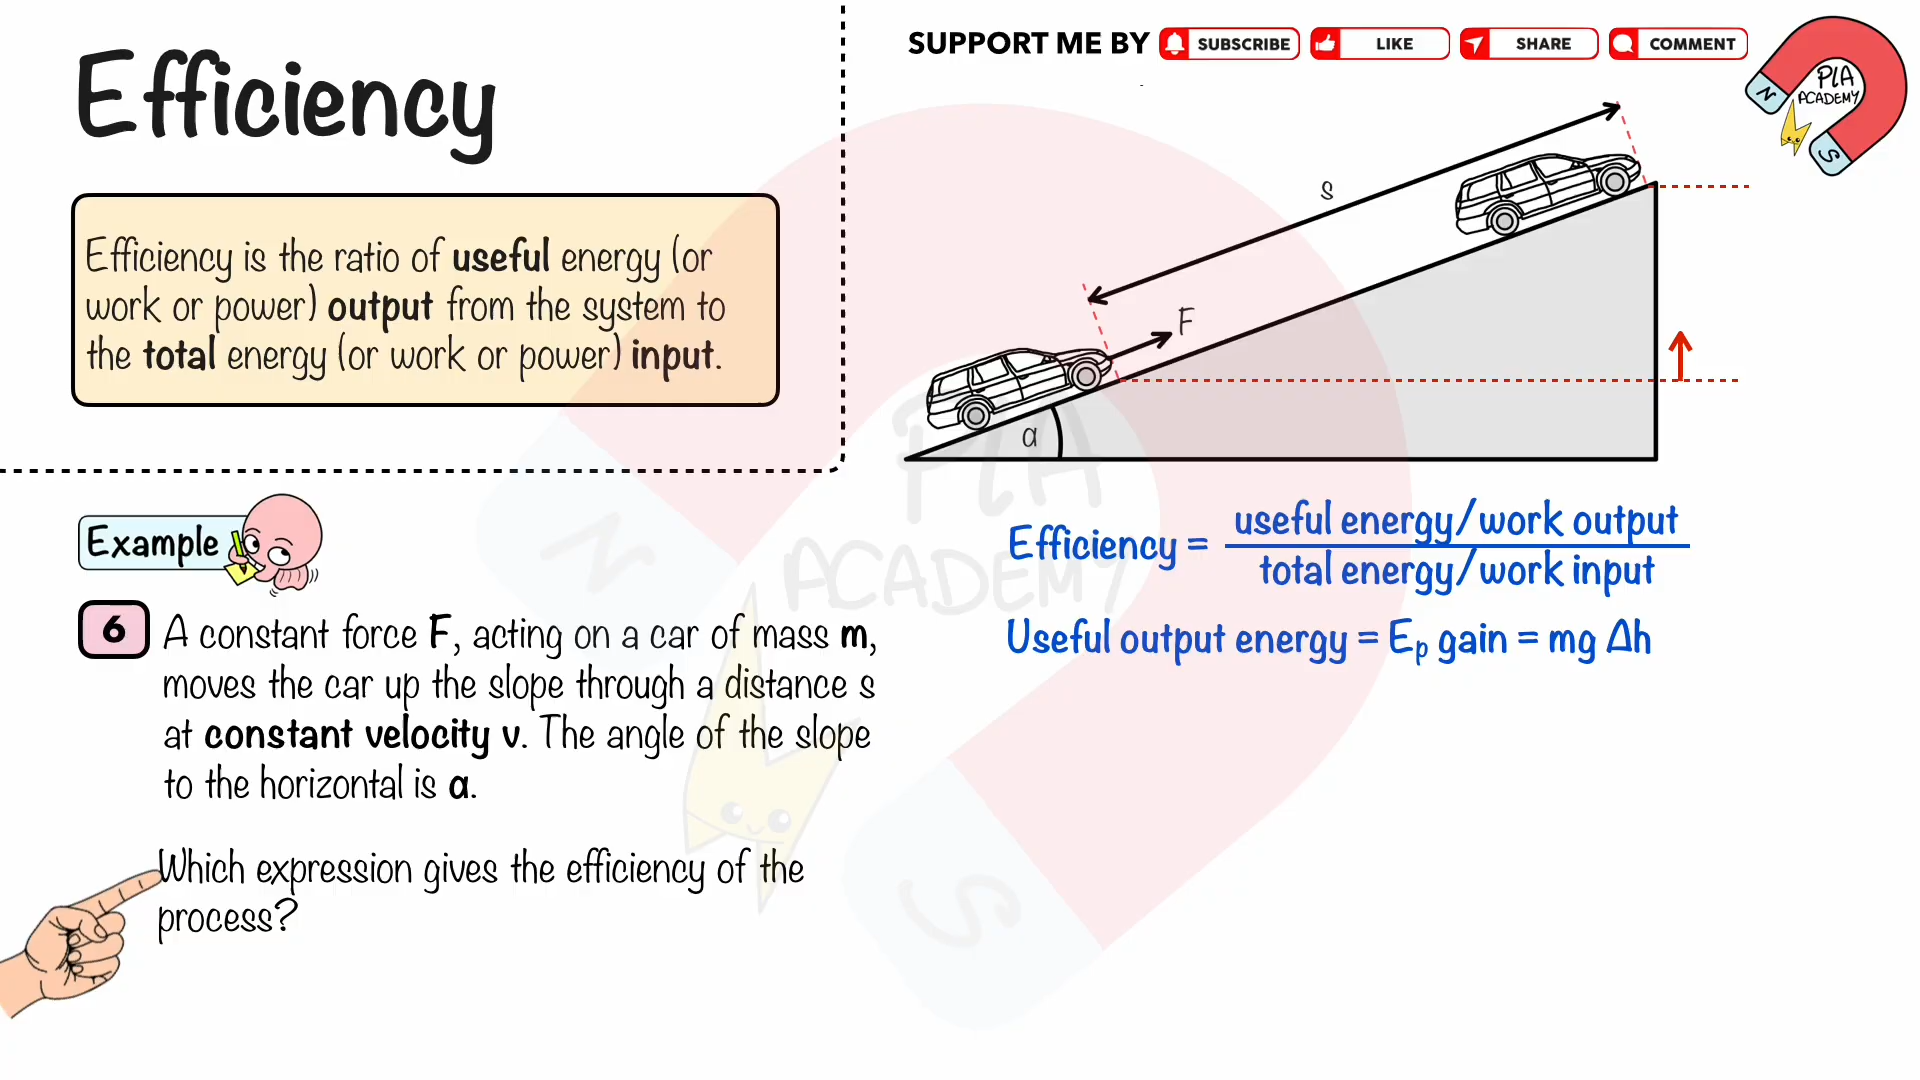 Efficiency
Efficiency is the ratio of useful energy (or
work or power) output from the system to
the total energy (or work or power) input.
SUPPORT ME BY SUBSCRIBE LIKE SHARE COMMENT
PLA
ACADEMY
N
S
s
F
α
PLA
ACADEMY
N
S
Example
6 A constant force F, acting on a car of mass m,
moves the car up the slope through a distance s
at constant velocity v. The angle of the slope
to the horizontal is α.
Which expression gives the efficiency of the
process?
Efficiency = useful energy/work output
total energy/work input
Useful output energy = Eₚ gain = mg Δh